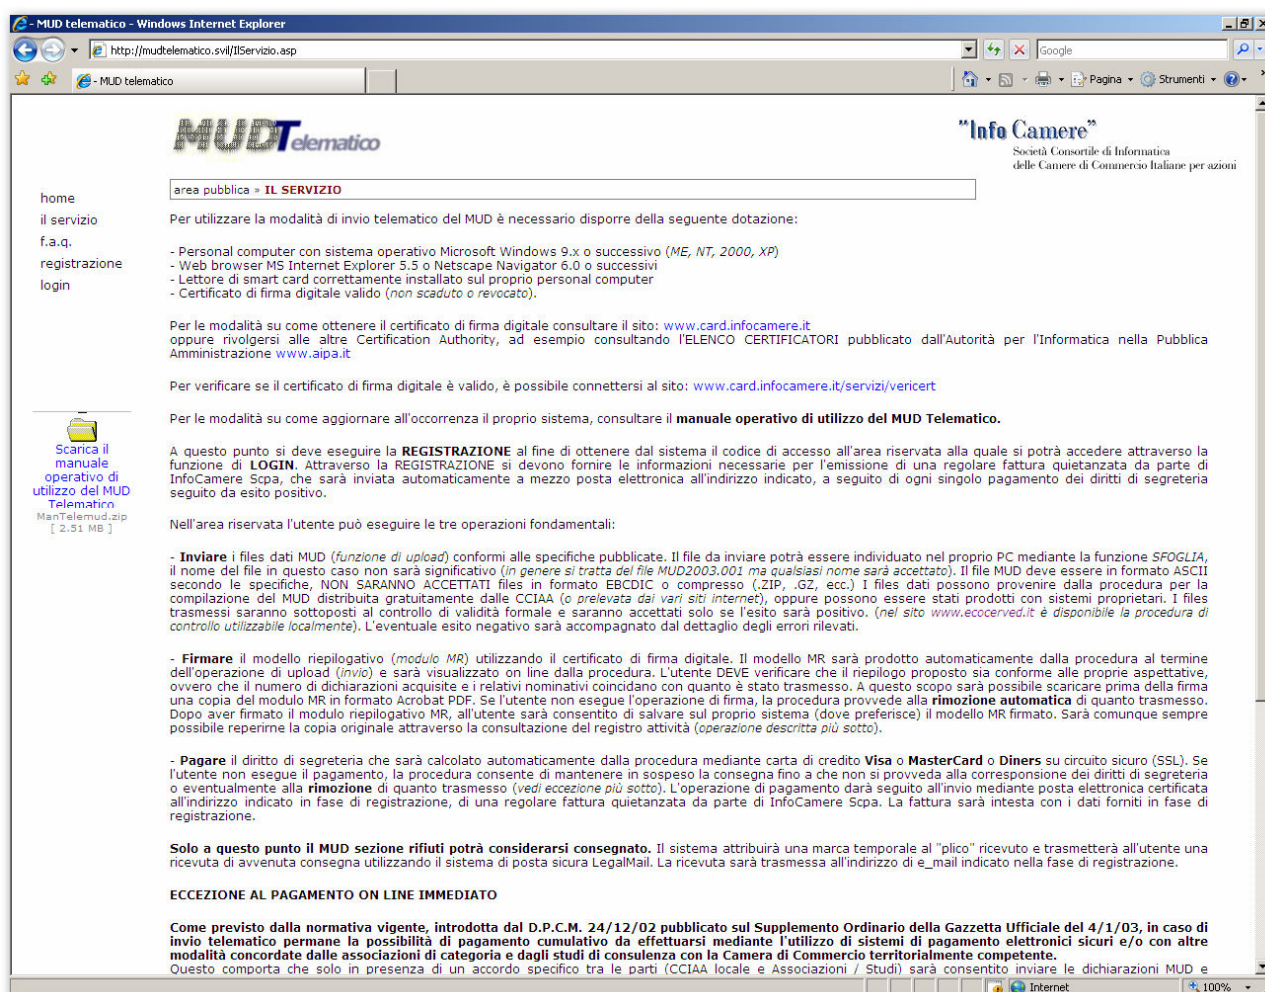 - MUD telematico - Windows Internet Explorer
http://mudtelematico.svil/IlServizio.asp
Google
- MUD telematico
Pagina
Strumenti
MUDTelematico
"Info Camere"
Società Consortile di Informatica
delle Camere di Commercio Italiane per azioni
home
il servizio
f.a.q.
registrazione
login
Scarica il
manuale
operativo di
utilizzo del MUD
Telematico
ManTelemud.zip
[ 2.51 MB ]
area pubblica » IL SERVIZIO
Per utilizzare la modalità di invio telematico del MUD è necessario disporre della seguente dotazione:
- Personal computer con sistema operativo Microsoft Windows 9.x o successivo (ME, NT, 2000, XP)
- Web browser MS Internet Explorer 5.5 o Netscape Navigator 6.0 o successivi
- Lettore di smart card correttamente installato sul proprio personal computer
- Certificato di firma digitale valido (non scaduto o revocato).
Per le modalità su come ottenere il certificato di firma digitale consultare il sito: www.card.infocamere.it
oppure rivolgersi alle altre Certification Authority, ad esempio consultando l'ELENCO CERTIFICATORI pubblicato dall'Autorità per l'Informatica nella Pubblica
Amministrazione www.aipa.it
Per verificare se il certificato di firma digitale è valido, è possibile connettersi al sito: www.card.infocamere.it/servizi/vericert
Per le modalità su come aggiornare all'occorrenza il proprio sistema, consultare il manuale operativo di utilizzo del MUD Telematico.
A questo punto si deve eseguire la REGISTRAZIONE al fine di ottenere dal sistema il codice di accesso all'area riservata alla quale si potrà accedere attraverso la
funzione di LOGIN. Attraverso la REGISTRAZIONE si devono fornire le informazioni necessarie per l'emissione di una regolare fattura quietanzata da parte di
InfoCamere Scpa, che sarà inviata automaticamente a mezzo posta elettronica all'indirizzo indicato, a seguito di ogni singolo pagamento dei diritti di segreteria
seguito da esito positivo.
Nell'area riservata l'utente può eseguire le tre operazioni fondamentali:
- Inviare i files dati MUD (funzione di upload) conformi alle specifiche pubblicate. Il file da inviare potrà essere individuato nel proprio PC mediante la funzione SFOGLIA,
il nome del file in questo caso non sarà significativo (in genere si tratta del file MUD2003.001 ma qualsiasi nome sarà accettato). Il file MUD deve essere in formato ASCII
secondo le specifiche, NON SARANNO ACCETTATI files in formato EBCDIC o compresso (.ZIP, .GZ, ecc.) I files dati possono provenire dalla procedura per la
compilazione del MUD distribuita gratuitamente dalle CCIAA (o prelevata dai vari siti internet), oppure possono essere stati prodotti con sistemi proprietari. I files
trasmessi saranno sottoposti al controllo di validità formale e saranno accettati solo se l'esito sarà positivo. (nel sito www.ecocerved.it è disponibile la procedura di
controllo utilizzabile localmente). L'eventuale esito negativo sarà accompagnato dal dettaglio degli errori rilevati.
- Firmare il modello riepilogativo (modulo MR) utilizzando il certificato di firma digitale. Il modello MR sarà prodotto automaticamente dalla procedura al termine
dell'operazione di upload (invio) e sarà visualizzato on line dalla procedura. L'utente DEVE verificare che il riepilogo proposto sia conforme alle proprie aspettative,
ovvero che il numero di dichiarazioni acquisite e i relativi nominativi coincidano con quanto è stato trasmesso. A questo scopo sarà possibile scaricare prima della firma
una copia del modulo MR in formato Acrobat PDF. Se l'utente non esegue l'operazione di firma, la procedura provvede alla rimozione automatica di quanto trasmesso.
Dopo aver firmato il modulo riepilogativo MR, all'utente sarà consentito di salvare sul proprio sistema (dove preferisce) il modello MR firmato. Sarà comunque sempre
possibile reperirne la copia originale attraverso la consultazione del registro attività (operazione descritta più sotto).
- Pagare il diritto di segreteria che sarà calcolato automaticamente dalla procedura mediante carta di credito Visa o MasterCard o Diners su circuito sicuro (SSL). Se
l'utente non esegue il pagamento, la procedura consente di mantenere in sospeso la consegna fino a che non si provveda alla corresponsione dei diritti di segreteria
o eventualmente alla rimozione di quanto trasmesso (vedi eccezione più sotto). L'operazione di pagamento darà seguito all'invio mediante posta elettronica certificata
all'indirizzo indicato in fase di registrazione, di una regolare fattura quietanzata da parte di InfoCamere Scpa. La fattura sarà intesta con i dati forniti in fase di
registrazione.
Solo a questo punto il MUD sezione rifiuti potrà considerarsi consegnato. Il sistema attribuirà una marca temporale al "plico" ricevuto e trasmetterà all'utente una
ricevuta di avvenuta consegna utilizzando il sistema di posta sicura LegalMail. La ricevuta sarà trasmessa all'indirizzo di e_mail indicato nella fase di registrazione.
ECCEZIONE AL PAGAMENTO ON LINE IMMEDIATO
Come previsto dalla normativa vigente, introdotta dal D.P.C.M. 24/12/02 pubblicato sul Supplemento Ordinario della Gazzetta Ufficiale del 4/1/03, in caso di
invio telematico permane la possibilità di pagamento cumulativo da effettuarsi mediante l'utilizzo di sistemi di pagamento elettronici sicuri e/o con altre
modalità concordate dalle associazioni di categoria e dagli studi di consulenza con la Camera di Commercio territorialmente competente.
Questo comporta che solo in presenza di un accordo specifico tra le parti (CCIAA locale e Associazioni / Studi) sarà consentito inviare le dichiarazioni MUD e
Internet
100%